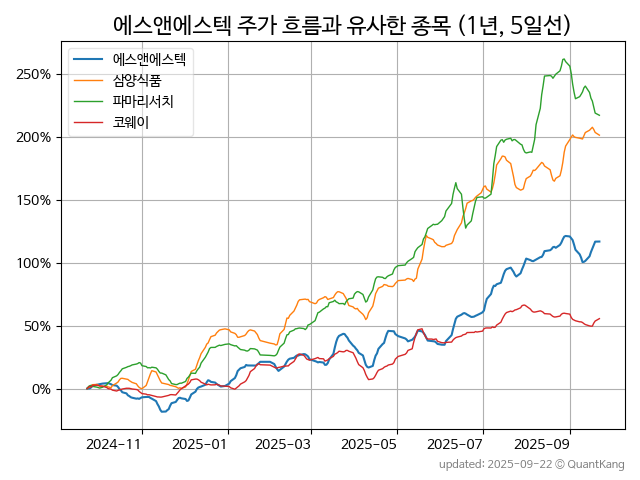 에스앤에스텍 주가 흐름과 유사한 종목 (1년, 5일선)
에스앤에스텍
삼양식품
파마리서치
코웨이
250%
200%
150%
100%
50%
0%
2024-11 2025-01 2025-03 2025-05 2025-07 2025-09
updated: 2025-09-22 © QuantKang